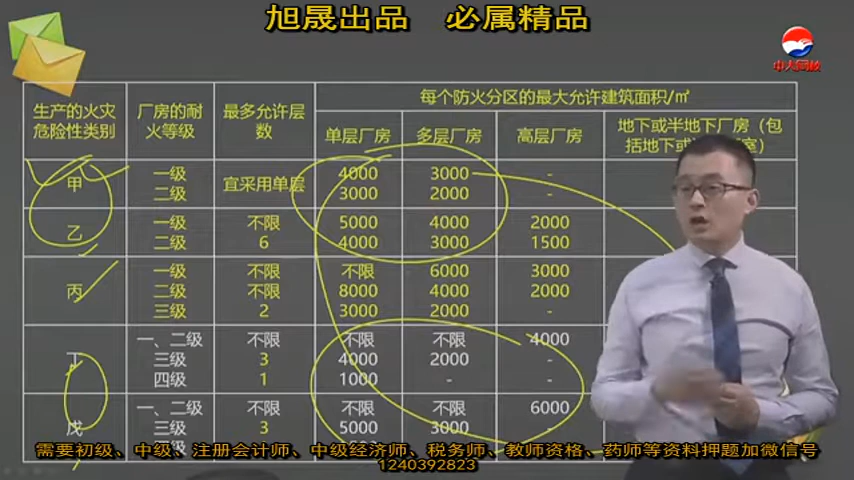 旭晟出品 必属精品
中大网校
生产的火灾危险性类别 厂房的耐火等级 最多允许层数 每个防火分区的最大允许建筑面积/㎡
单层厂房 多层厂房 高层厂房 地下或半地下厂房（包括地下或 室）
甲 一级 宜采用单层 4000 3000 -
二级 3000 2000 -
乙 一级 不限 5000 4000 2000
二级 6 4000 3000 1500
丙 一级 不限 不限 6000 3000
二级 不限 8000 4000 2000
三级 2 3000 2000 -
丁 一、二级 不限 不限 不限 4000
三级 3 4000 2000 -
四级 1 1000 - -
戊 一、二级 不限 不限 不限 6000
三级 3 5000 3000 -
需要初级、中级、注册会计师、中级经济师、税务师、教师资格、药师等资料押题加微信号
1240392823